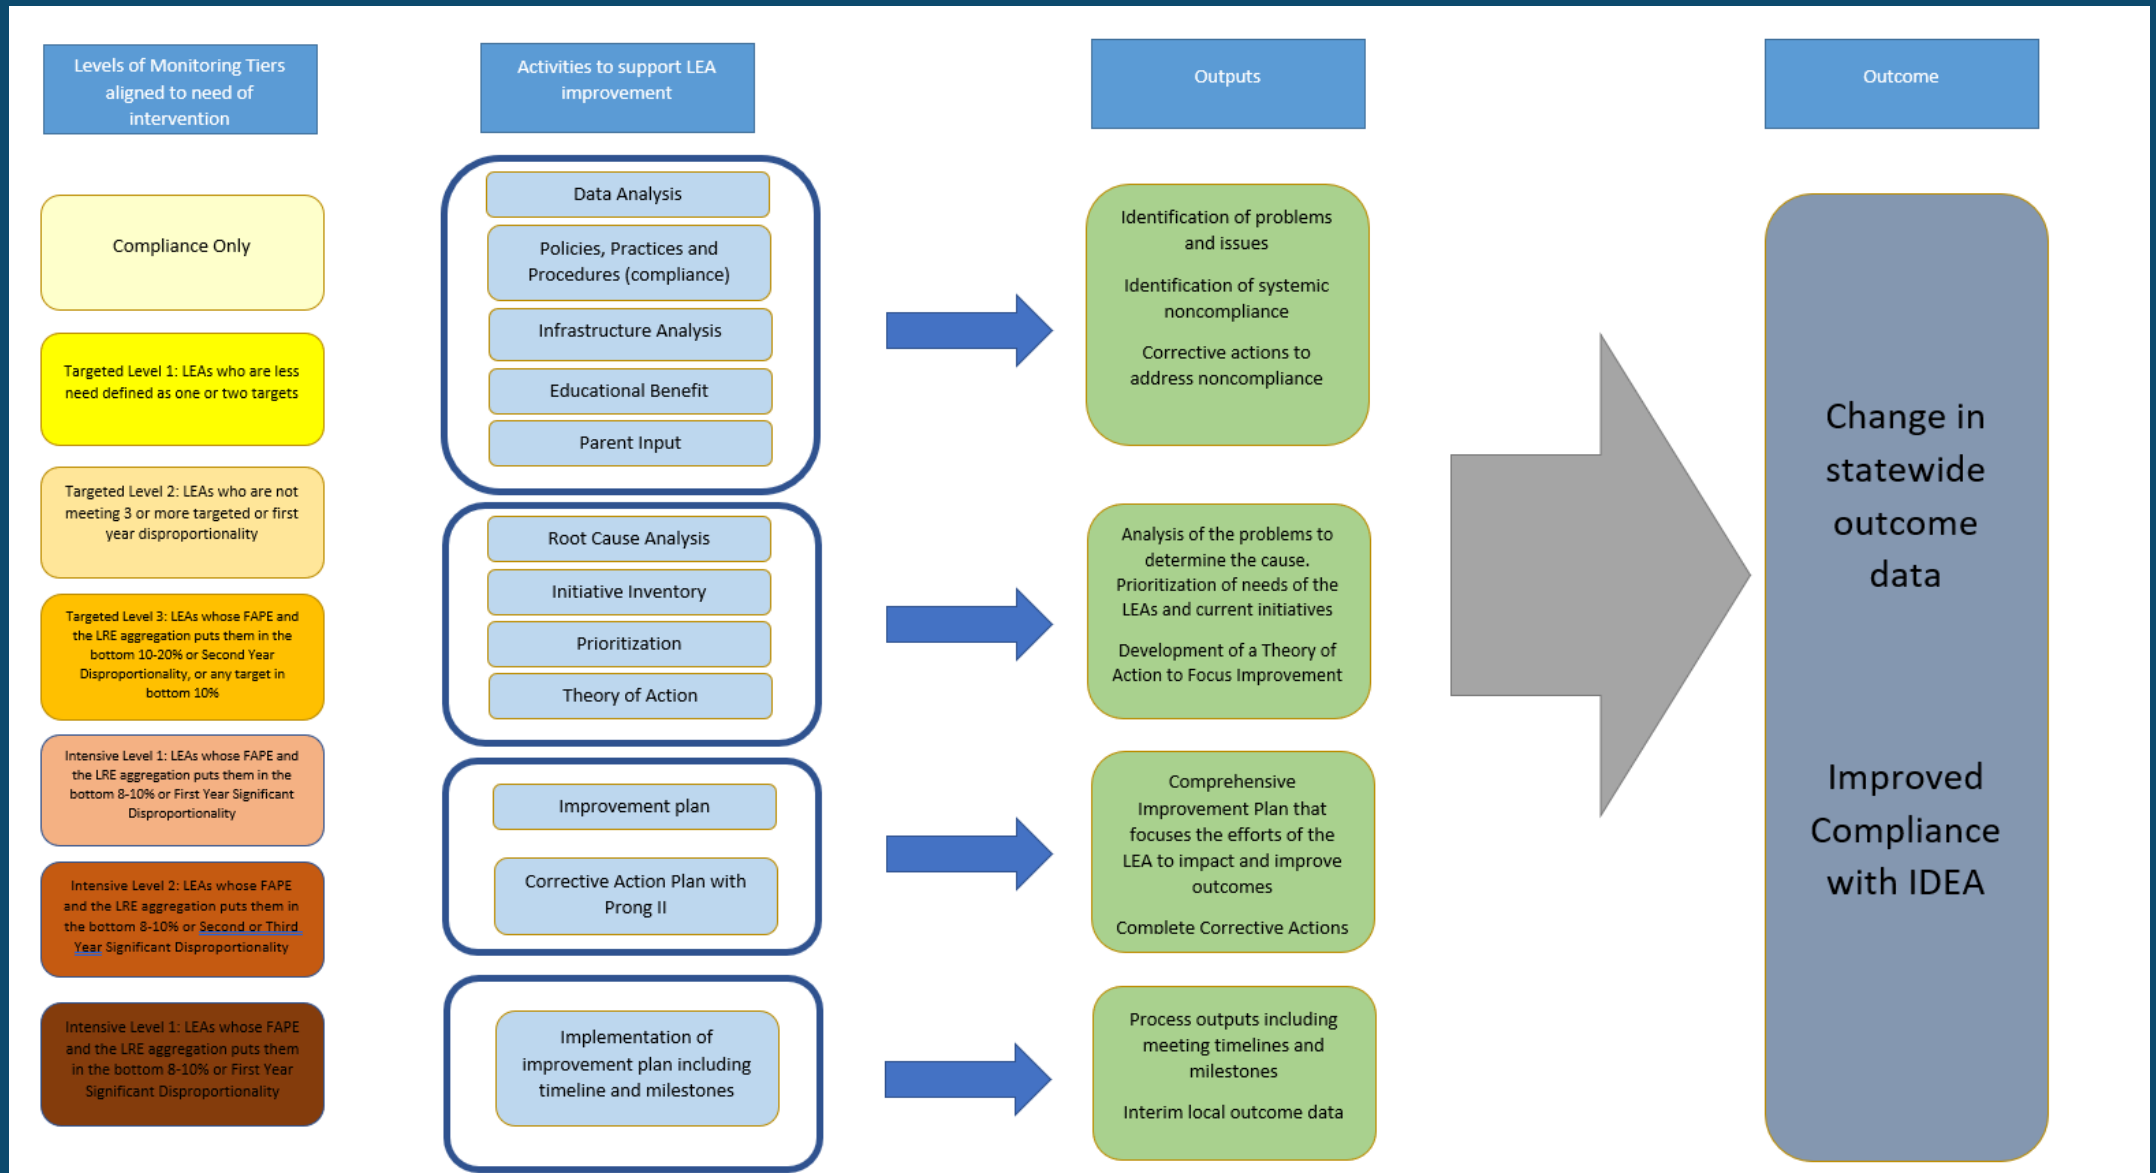 Levels of Monitoring Tiers
aligned to need of
intervention
Activities to support LEA
improvement
Outputs
Outcome
Compliance Only
Targeted Level 1: LEAs who are less
need defined as one or two targets
Targeted Level 2: LEAs who are not
meeting 3 or more targeted or first
year disproportionality
Targeted Level 3: LEAs whose FAPE and
the LRE aggregation puts them in the
bottom 10-20% or Second Year
Disproportionality, or any target in
bottom 10%
Intensive Level 1: LEAs whose FAPE and
the LRE aggregation puts them in the
bottom 8-10% or First Year Significant
Disproportionality
Intensive Level 2: LEAs whose FAPE
and the LRE aggregation puts them in
the bottom 8-10% or Second or Third
Year Significant Disproportionality
Intensive Level 1: LEAs whose FAPE
and the LRE aggregation puts them
in the bottom 8-10% or First Year
Significant Disproportionality
Data Analysis
Policies, Practices and
Procedures (compliance)
Infrastructure Analysis
Educational Benefit
Parent Input
Root Cause Analysis
Initiative Inventory
Prioritization
Theory of Action
Improvement plan
Corrective Action Plan with
Prong II
Implementation of
improvement plan including
timeline and milestones
Identification of problems
and issues
Identification of systemic
noncompliance
Corrective actions to
address noncompliance
Analysis of the problems to
determine the cause.
Prioritization of needs of the
LEAs and current initiatives
Development of a Theory of
Action to Focus Improvement
Comprehensive
Improvement Plan that
focuses the efforts of the
LEA to impact and improve
outcomes
Complete Corrective Actions
Process outputs including
meeting timelines and
milestones
Interim local outcome data
Change in
statewide
outcome
data
Improved
Compliance
with IDEA